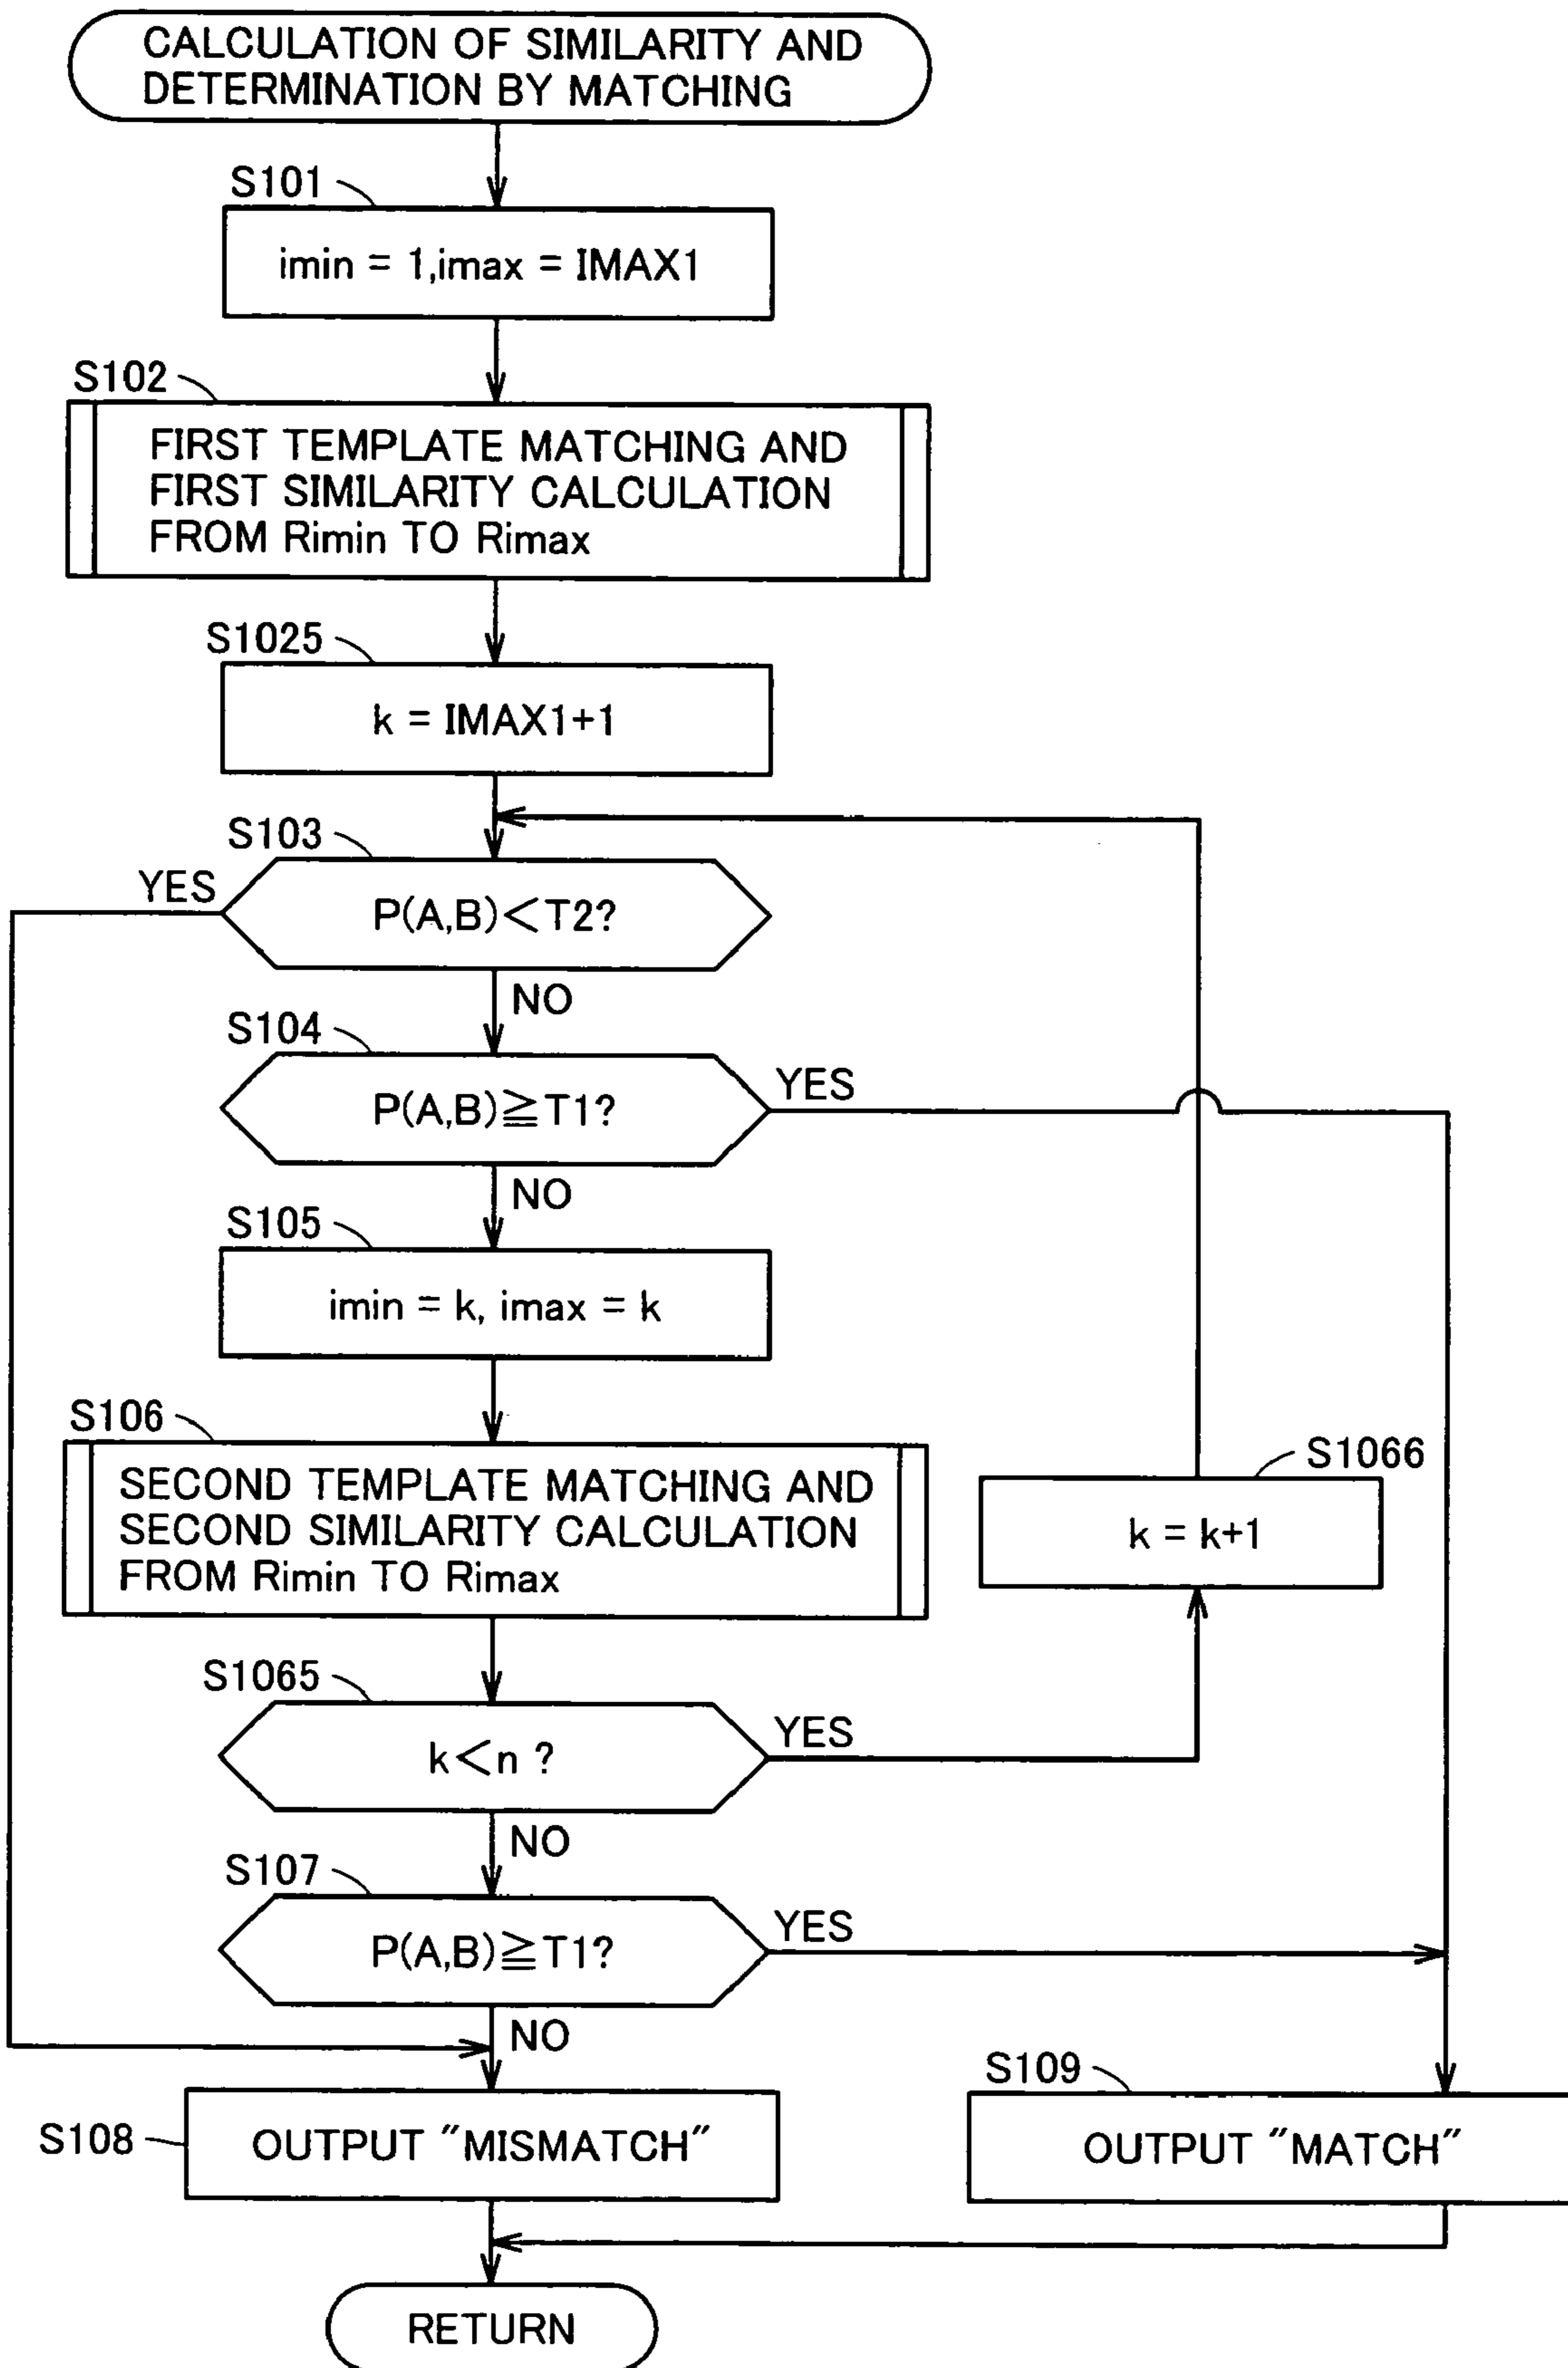 CALCULATION OF SIMILARITY AND
DETERMINATION BY MATCHING
S101
imin = 1,imax = IMAX1
S102
FIRST TEMPLATE MATCHING AND
FIRST SIMILARITY CALCULATION
FROM Rimin TO Rimax
S1025
k = IMAX1+1
S103
YES
P(A,B)<T2?
NO
S104
P(A,B)≧T1?
YES
NO
S105
imin = k, imax = k
S106
SECOND TEMPLATE MATCHING AND
SECOND SIMILARITY CALCULATION
FROM Rimin TO Rimax
S1066
k = k+1
S1065
k<n ?
YES
NO
S107
P(A,B)≧T1?
YES
NO
S108
OUTPUT "MISMATCH"
S109
OUTPUT "MATCH"
RETURN